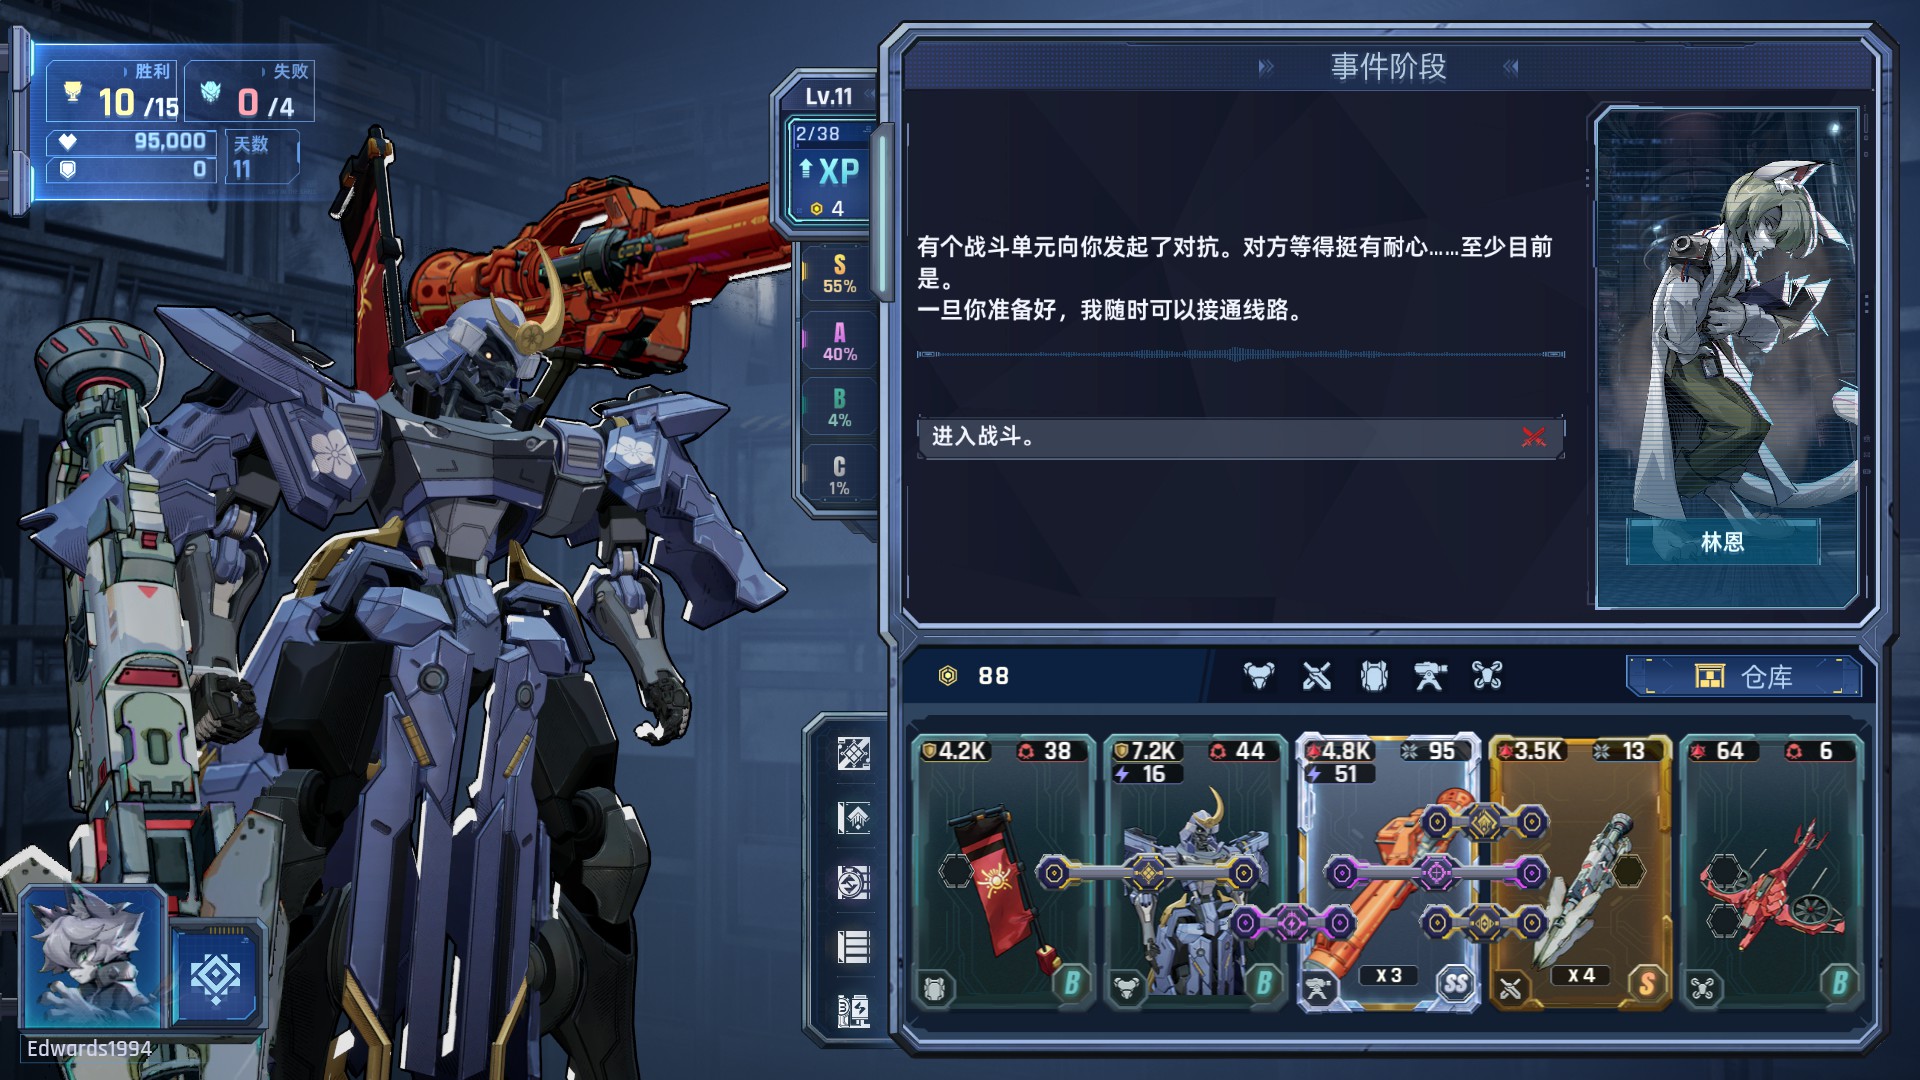 胜利
10 /15
失败
0 /4
95,000
0
天数
11
Lv.11
2/38
XP
4
S
55%
A
40%
B
4%
C
1%
事件阶段
有个战斗单元向你发起了对抗。对方等得挺有耐心……至少目前
是。
一旦你准备好，我随时可以接通线路。
进入战斗。
林恩
88
仓库
4.2K 38
B
7.2K 44
16
B
4.8K 95
51
x3
SS
3.5K 13
x4
S
64 6
B
Edwards1994